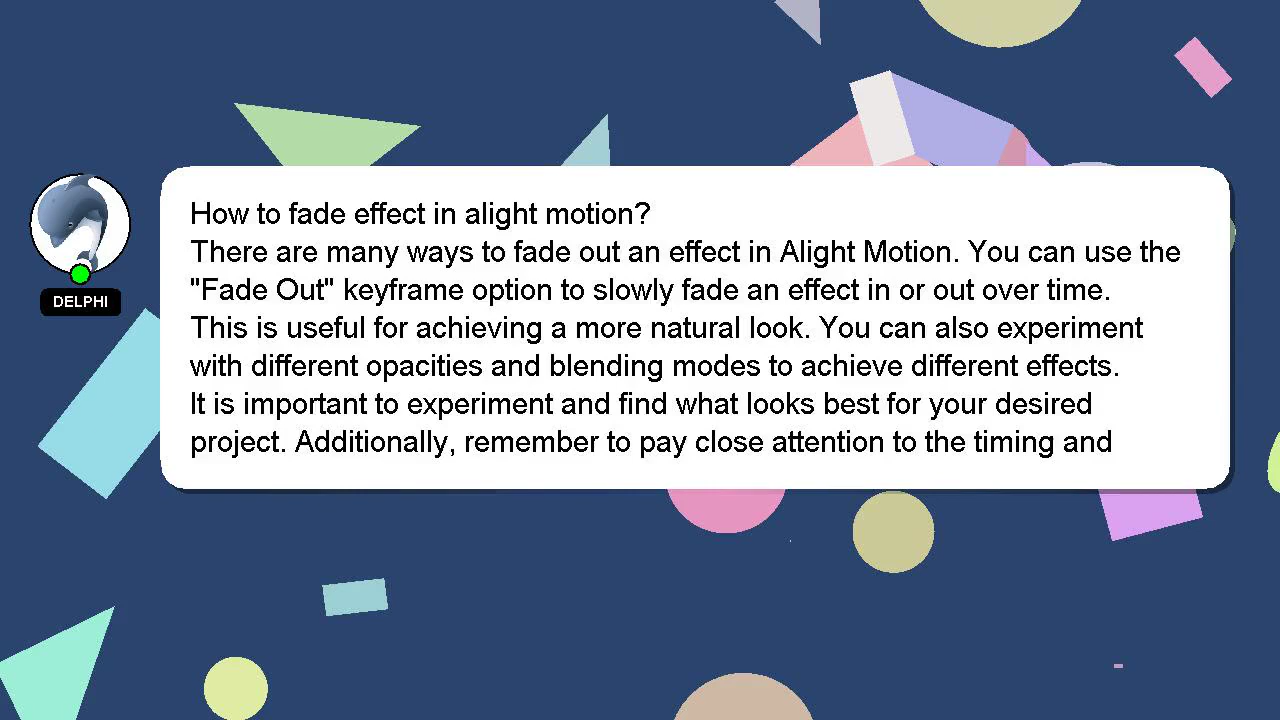 How to fade effect in alight motion?
There are many ways to fade out an effect in Alight Motion. You can use the
"Fade Out" keyframe option to slowly fade an effect in or out over time.
This is useful for achieving a more natural look. You can also experiment
with different opacities and blending modes to achieve different effects.
It is important to experiment and find what looks best for your desired
project. Additionally, remember to pay close attention to the timing and
DELPHI